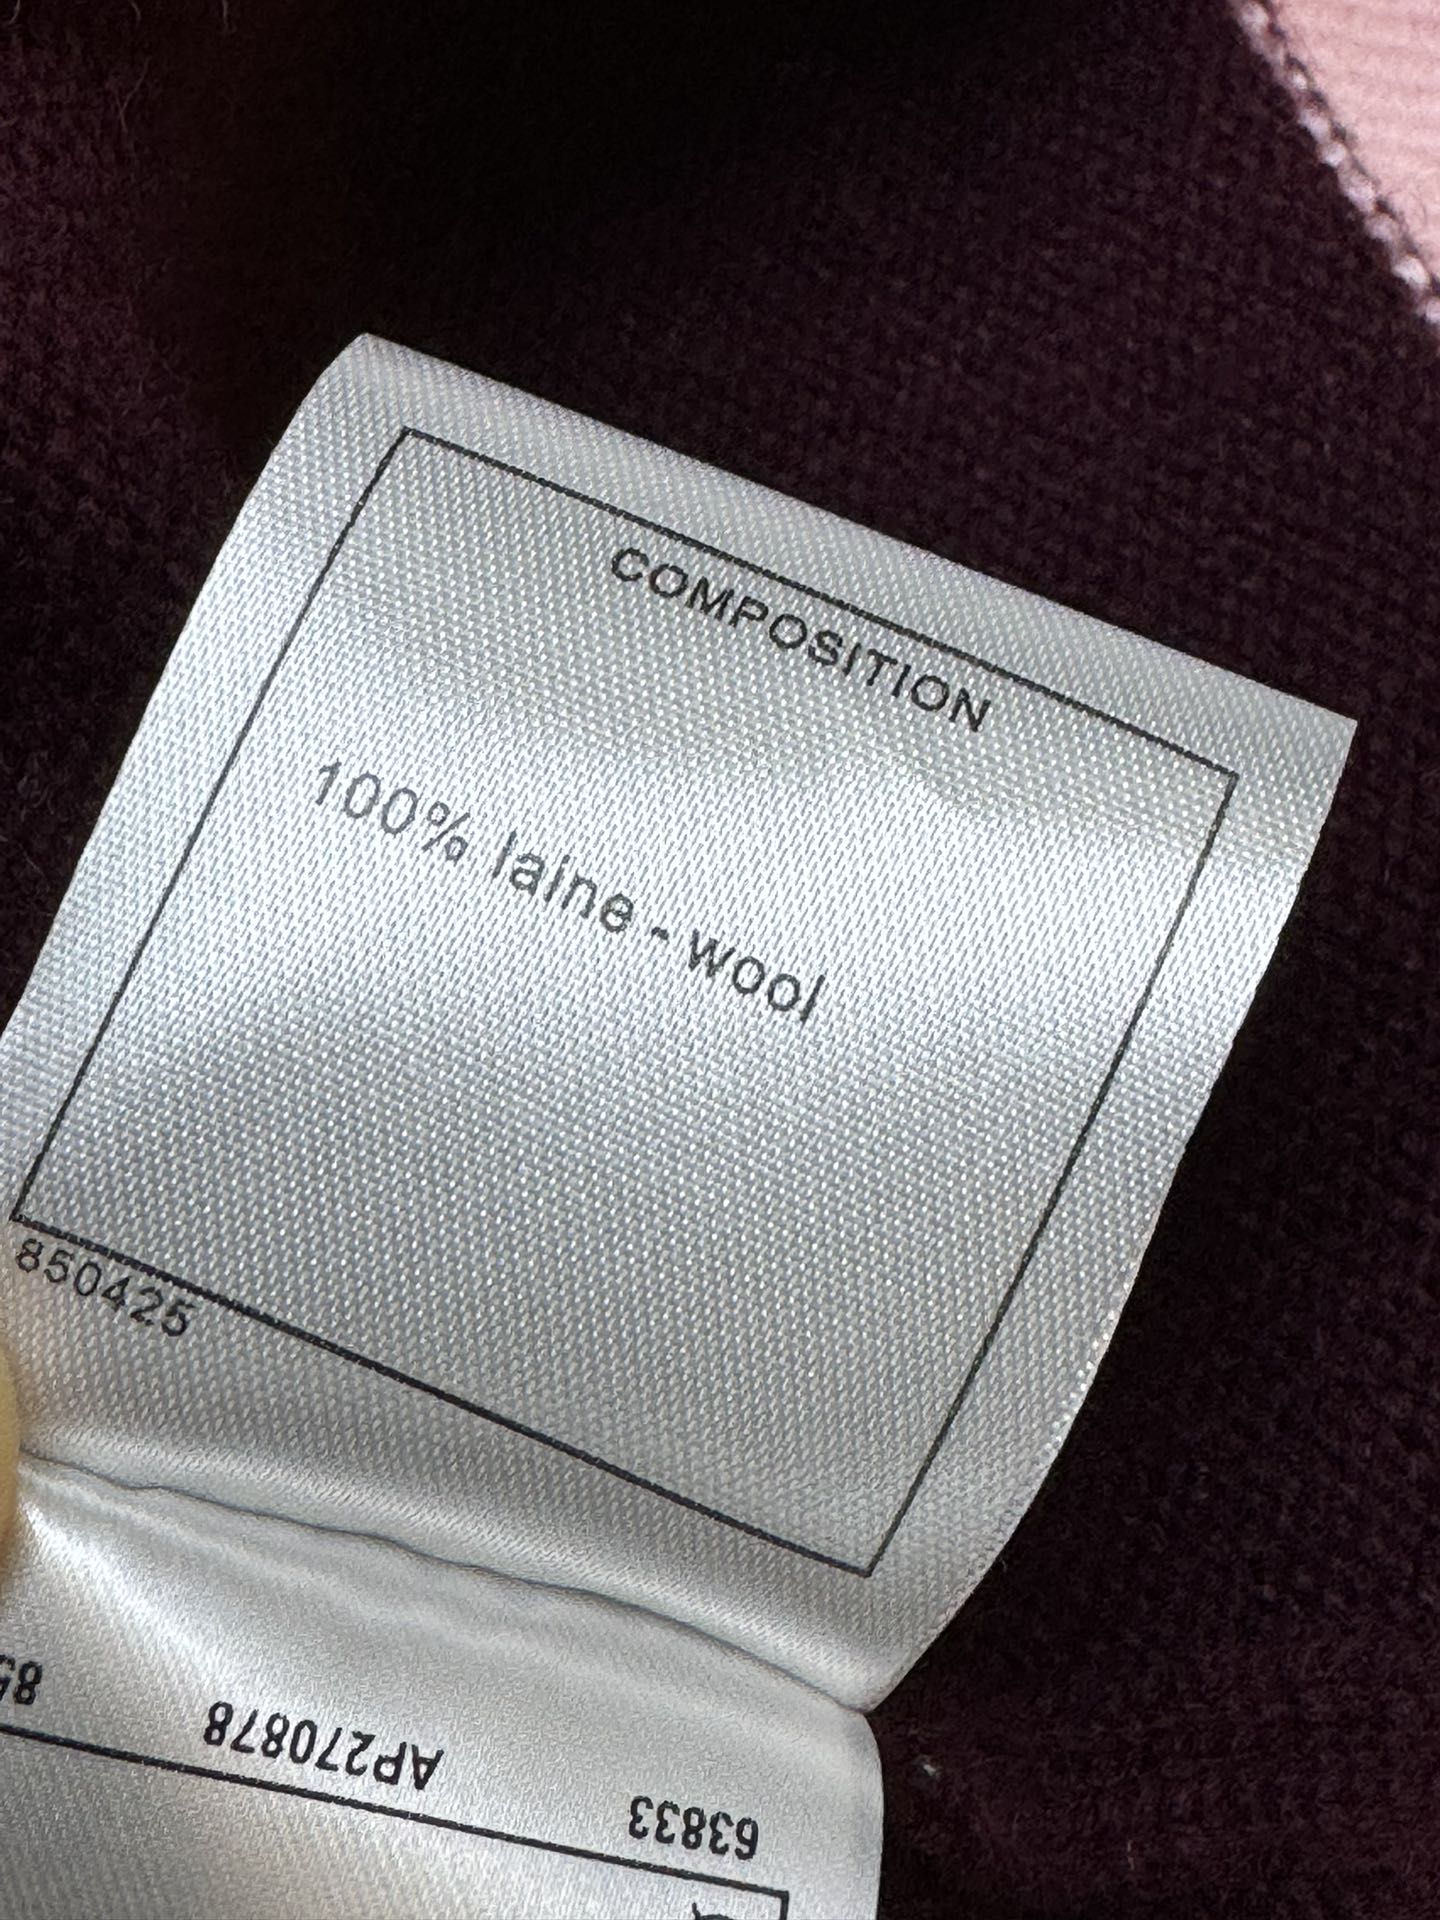 COMPOSITION
100% laine - wool
850425
63833 AP270878